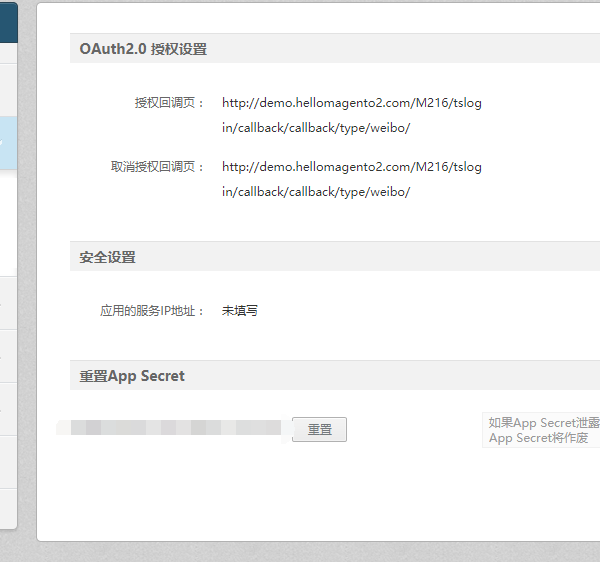 OAuth2.0 授权设置
授权回调页： http://demo.hellomagento2.com/M216/tslog
in/callback/callback/type/weibo/
取消授权回调页： http://demo.hellomagento2.com/M216/tslog
in/callback/callback/type/weibo/
安全设置
应用的服务IP地址： 未填写
重置App Secret
重置
如果App Secret泄露
App Secret将作废